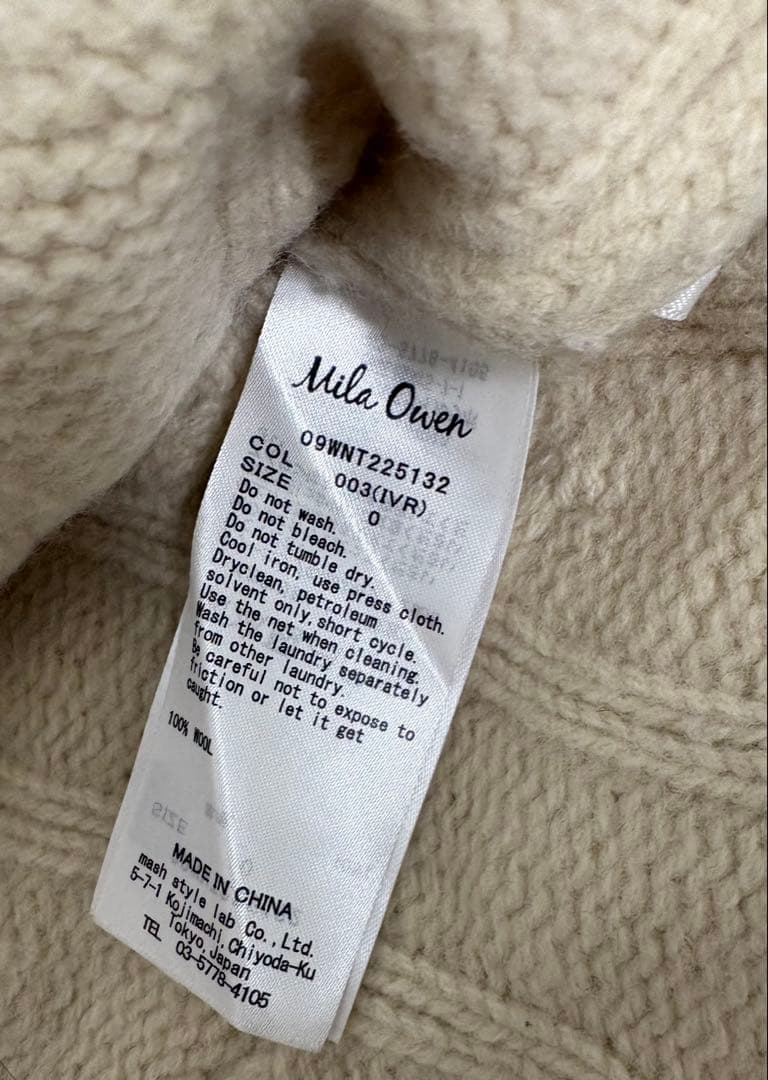 Mila Owen
09WNT225132
COL 003(IVR)
SIZE 0
Do not wash.
Do not bleach.
Do not tumble dry.
Cool iron, use press cloth.
Dryclean, petroleum
solvent only, short cycle.
Use the net when cleaning.
Wash the laundry separately
from other laundry.
Be careful not to expose to
friction or let it get
caught.
100% WOOL
MADE IN CHINA
mash style lab Co.,Ltd.
5-7-1 Kojimachi,Chiyoda-Ku
Tokyo,Japan
TEL 03-5778-4105